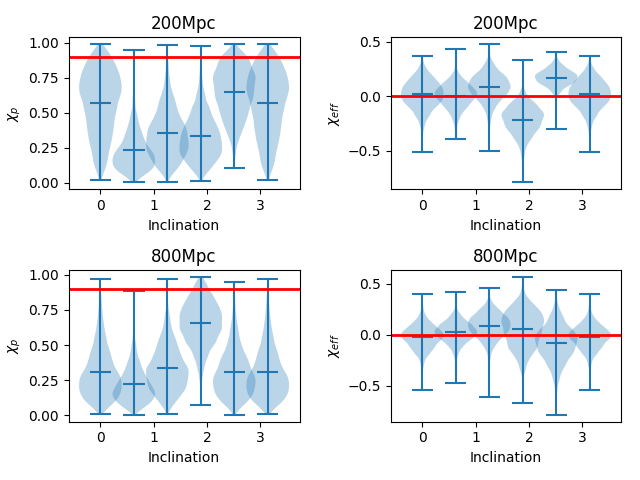 200Mpc
1.00
0.75
0.50
0.25
0.00
χp
0 1 2 3
Inclination
200Mpc
0.5
0.0
−0.5
χeff
0 1 2 3
Inclination
800Mpc
1.00
0.75
0.50
0.25
0.00
χp
0 1 2 3
Inclination
800Mpc
0.5
0.0
−0.5
χeff
0 1 2 3
Inclination